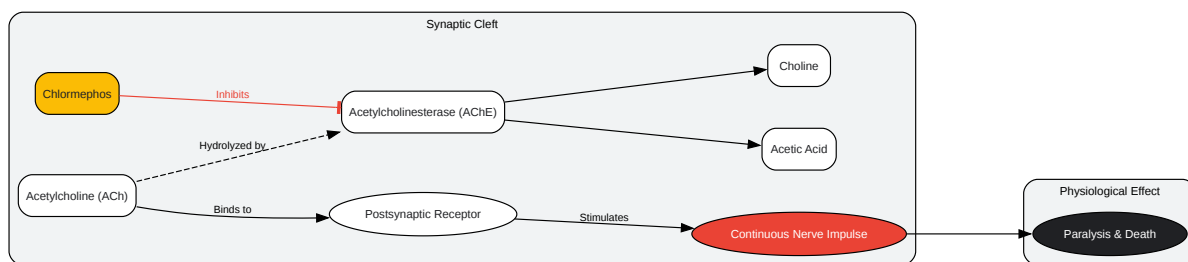 Synaptic Cleft
Chlormephos
Inhibits
Acetylcholinesterase (AChE)
Choline
Acetic Acid
Hydrolyzed by
Acetylcholine (ACh)
Binds to
Postsynaptic Receptor
Stimulates
Continuous Nerve Impulse
Physiological Effect
Paralysis & Death